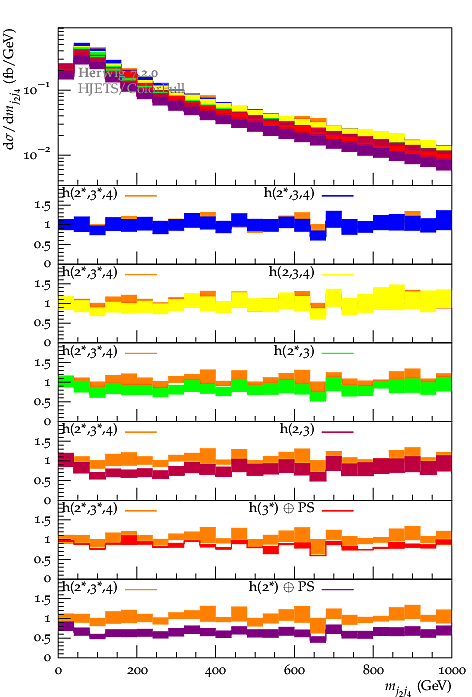 dσ/dm_{j2j4} (fb/GeV)
10^{-1}
10^{-2}
Herwig 7.2.0
HJETS/ColorFull
h(2*,3*,4) h(2*,3,4)
1.5
1
0.5
0
h(2*,3*,4) h(2,3,4)
1.5
1
0.5
0
h(2*,3*,4) h(2*,3)
1.5
1
0.5
0
h(2*,3*,4) h(2,3)
1.5
1
0.5
0
h(2*,3*,4) h(3*) ⊕ PS
1.5
1
0.5
0
h(2*,3*,4) h(2*) ⊕ PS
1.5
1
0.5
0
0 200 400 600 800 1000
m_{j2j4} (GeV)